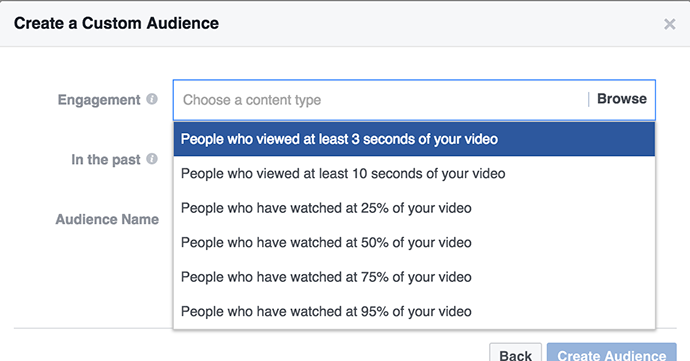 Create a Custom Audience
Engagement
Choose a content type
Browse
People who viewed at least 3 seconds of your video
People who viewed at least 10 seconds of your video
In the past
People who have watched at 25% of your video
Audience Name
People who have watched at 50% of your video
People who have watched at 75% of your video
People who have watched at 95% of your video
Back
Create Audience